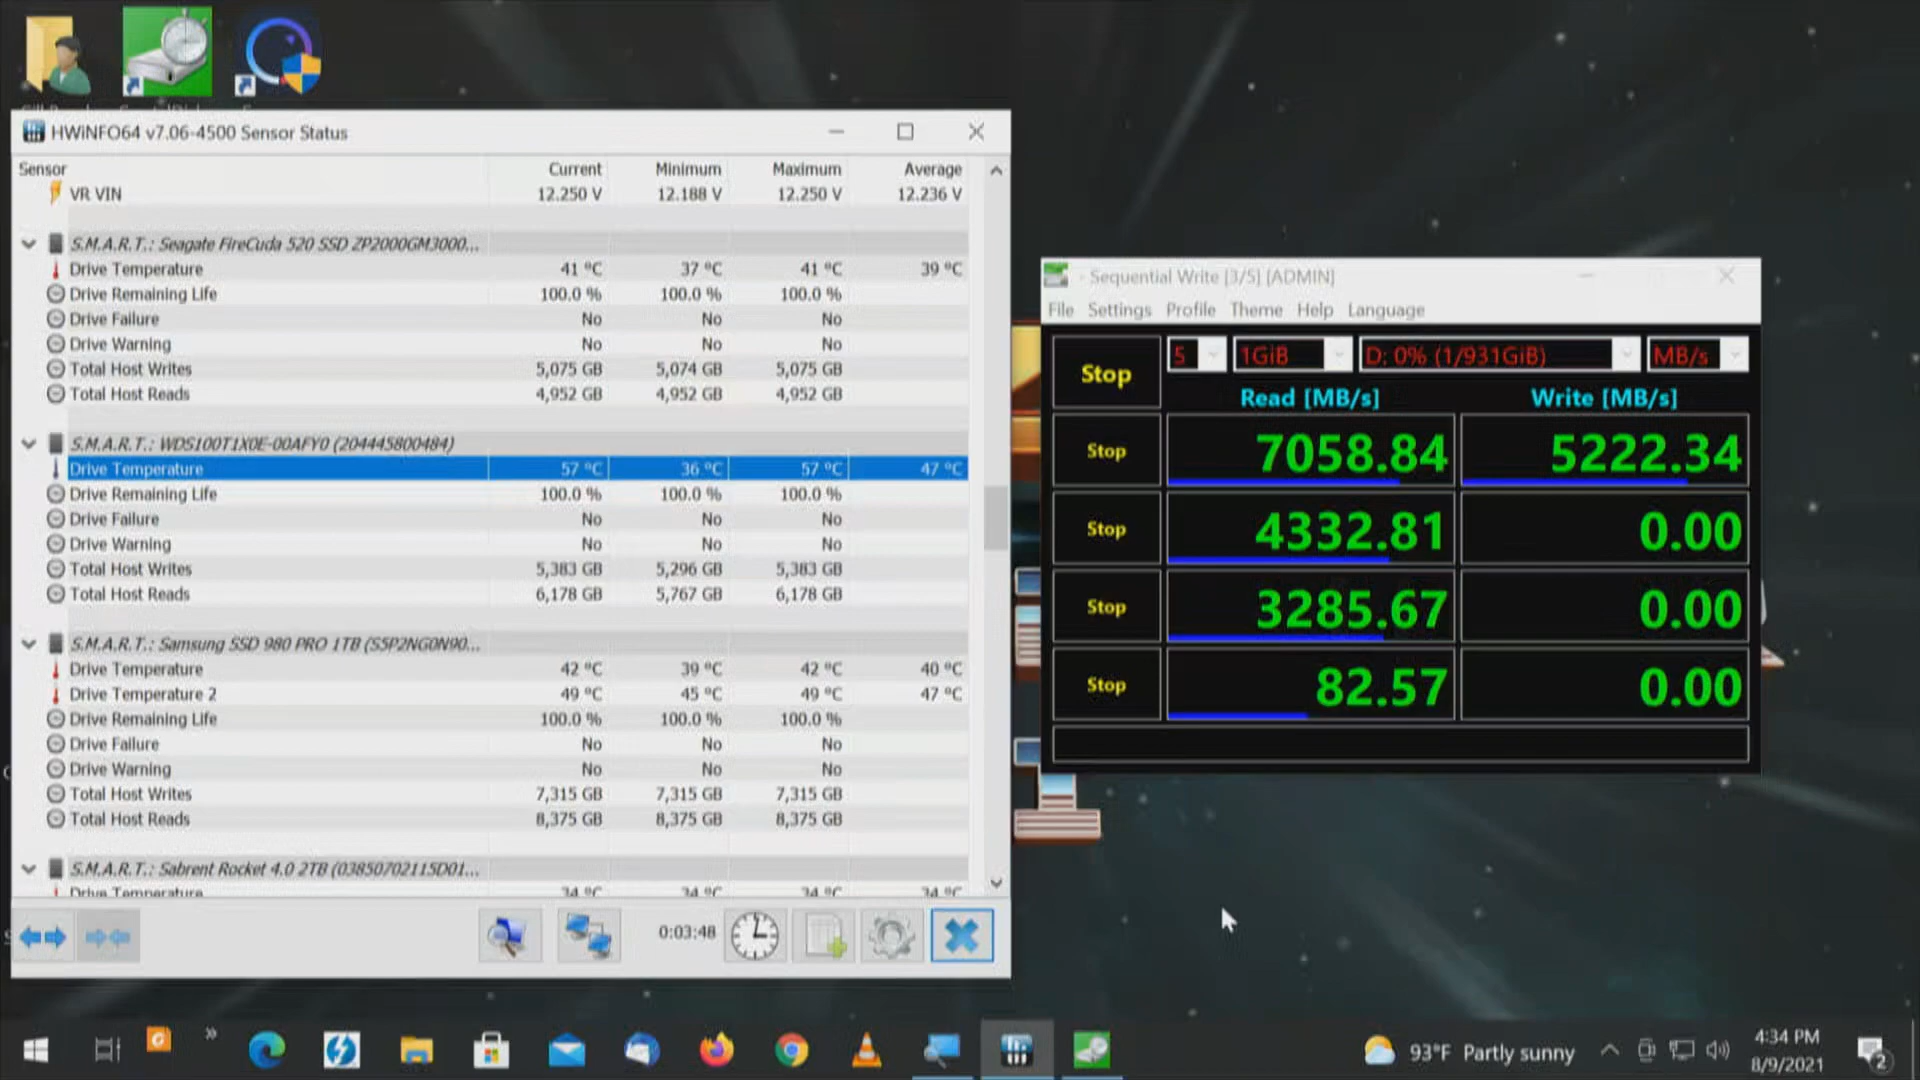 HWiNFO64 v7.06-4500 Sensor Status
Sensor Current Minimum Maximum Average
VR VIN 12.250 V 12.188 V 12.250 V 12.236 V
S.M.A.R.T.: Seagate FireCuda 520 SSD ZP2000GM3000...
Drive Temperature 41 °C 37 °C 41 °C 39 °C
Drive Remaining Life 100.0 % 100.0 % 100.0 %
Drive Failure No No No
Drive Warning No No No
Total Host Writes 5,075 GB 5,074 GB 5,075 GB
Total Host Reads 4,952 GB 4,952 GB 4,952 GB
S.M.A.R.T.: WDS100T1X0E-00AFY0 (204445800484)
Drive Temperature 57 °C 36 °C 57 °C 47 °C
Drive Remaining Life 100.0 % 100.0 % 100.0 %
Drive Failure No No No
Drive Warning No No No
Total Host Writes 5,383 GB 5,296 GB 5,383 GB
Total Host Reads 6,178 GB 5,767 GB 6,178 GB
S.M.A.R.T.: Samsung SSD 980 PRO 1TB (S5P2NG0N90...
Drive Temperature 42 °C 39 °C 42 °C 40 °C
Drive Temperature 2 49 °C 45 °C 49 °C 47 °C
Drive Remaining Life 100.0 % 100.0 % 100.0 %
Drive Failure No No No
Drive Warning No No No
Total Host Writes 7,315 GB 7,315 GB 7,315 GB
Total Host Reads 8,375 GB 8,375 GB 8,375 GB
S.M.A.R.T.: Sabrent Rocket 4.0 2TB (03850702115D01...
Drive Temperature 34 °C 34 °C 34 °C 34 °C
0:03:48
- Sequential Write [3/5] [ADMIN]
File Settings Profile Theme Help Language
Stop 5 1GiB D: 0% (1/931GiB) MB/s
Read [MB/s] Write [MB/s]
Stop 7058.84 5222.34
Stop 4332.81 0.00
Stop 3285.67 0.00
Stop 82.57 0.00
93°F Partly sunny
4:34 PM
8/9/2021
2